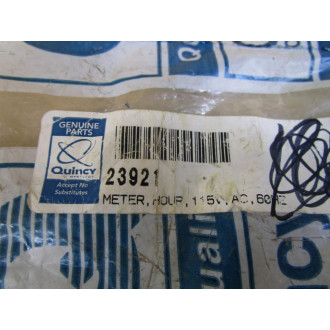 GENUINE
PARTS
Quincy
Accept No
Substitutes
23921
METER, HOUR, 115V, AC, 60HZ